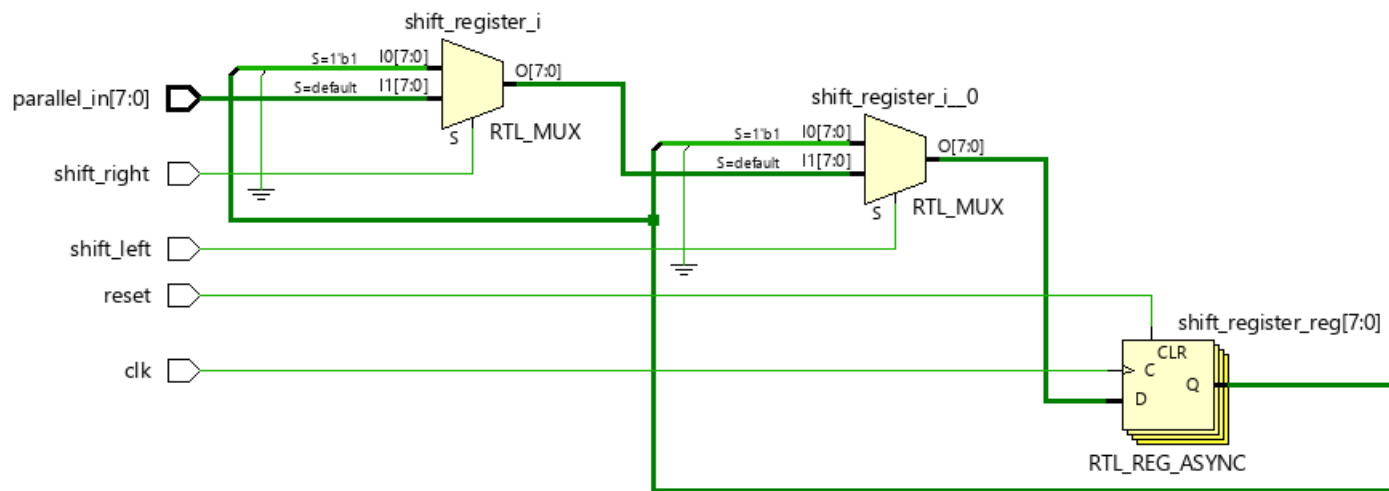 shift_register_i
S=1'b1 I0[7:0]
O[7:0]
parallel_in[7:0]
S=default I1[7:0]
S
RTL_MUX
shift_register_i__0
S=1'b1 I0[7:0]
O[7:0]
S=default I1[7:0]
shift_right
S
RTL_MUX
shift_left
reset
shift_register_reg[7:0]
CLR
clk
C
Q
D
RTL_REG_ASYNC